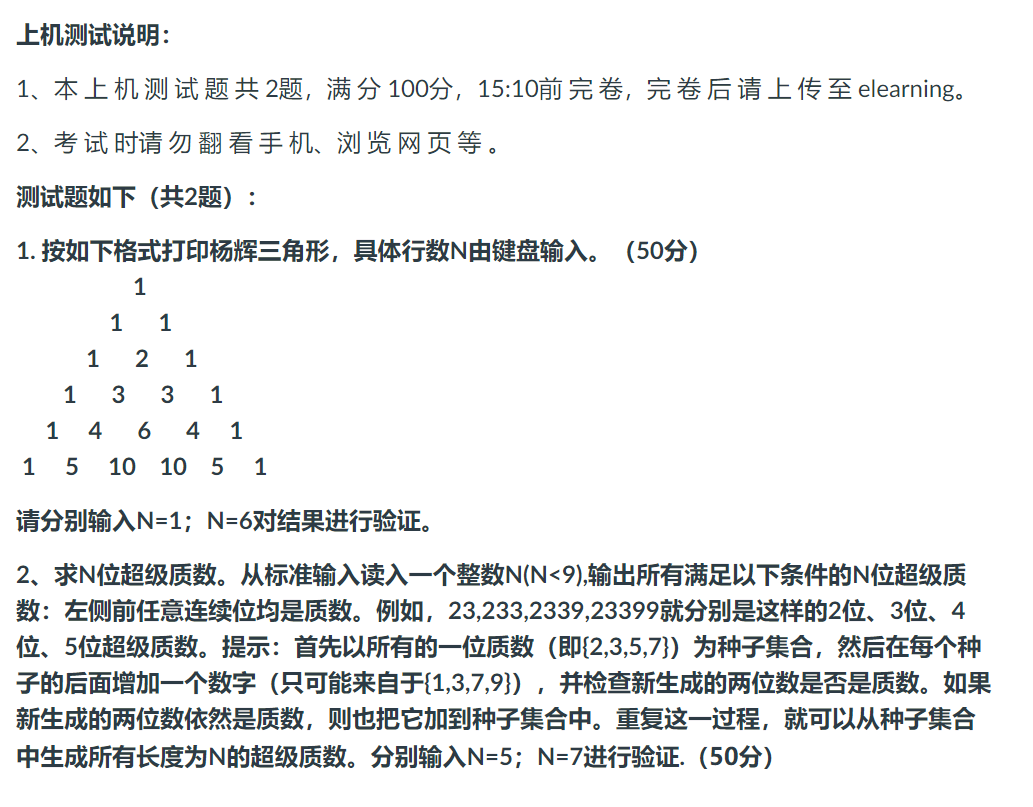 上机测试说明：
1、本上机测试题共2题，满分100分，15:10前完卷，完卷后请上传至elearning。
2、考试时请勿翻看手机、浏览网页等。
测试题如下（共2题）：
1. 按如下格式打印杨辉三角形，具体行数N由键盘输入。（50分）
1
1 1
1 2 1
1 3 3 1
1 4 6 4 1
1 5 10 10 5 1
请分别输入N=1；N=6对结果进行验证。
2、求N位超级质数。从标准输入读入一个整数N(N<9),输出所有满足以下条件的N位超级质
数：左侧前任意连续位均是质数。例如，23,233,2339,23399就分别是这样的2位、3位、4
位、5位超级质数。提示：首先以所有的一位质数（即{2,3,5,7}）为种子集合，然后在每个种
子的后面增加一个数字（只可能来自于{1,3,7,9}），并检查新生成的两位数是否是质数。如果
新生成的两位数依然是质数，则也把它加到种子集合中。重复这一过程，就可以从种子集合
中生成所有长度为N的超级质数。分别输入N=5；N=7进行验证.（50分）